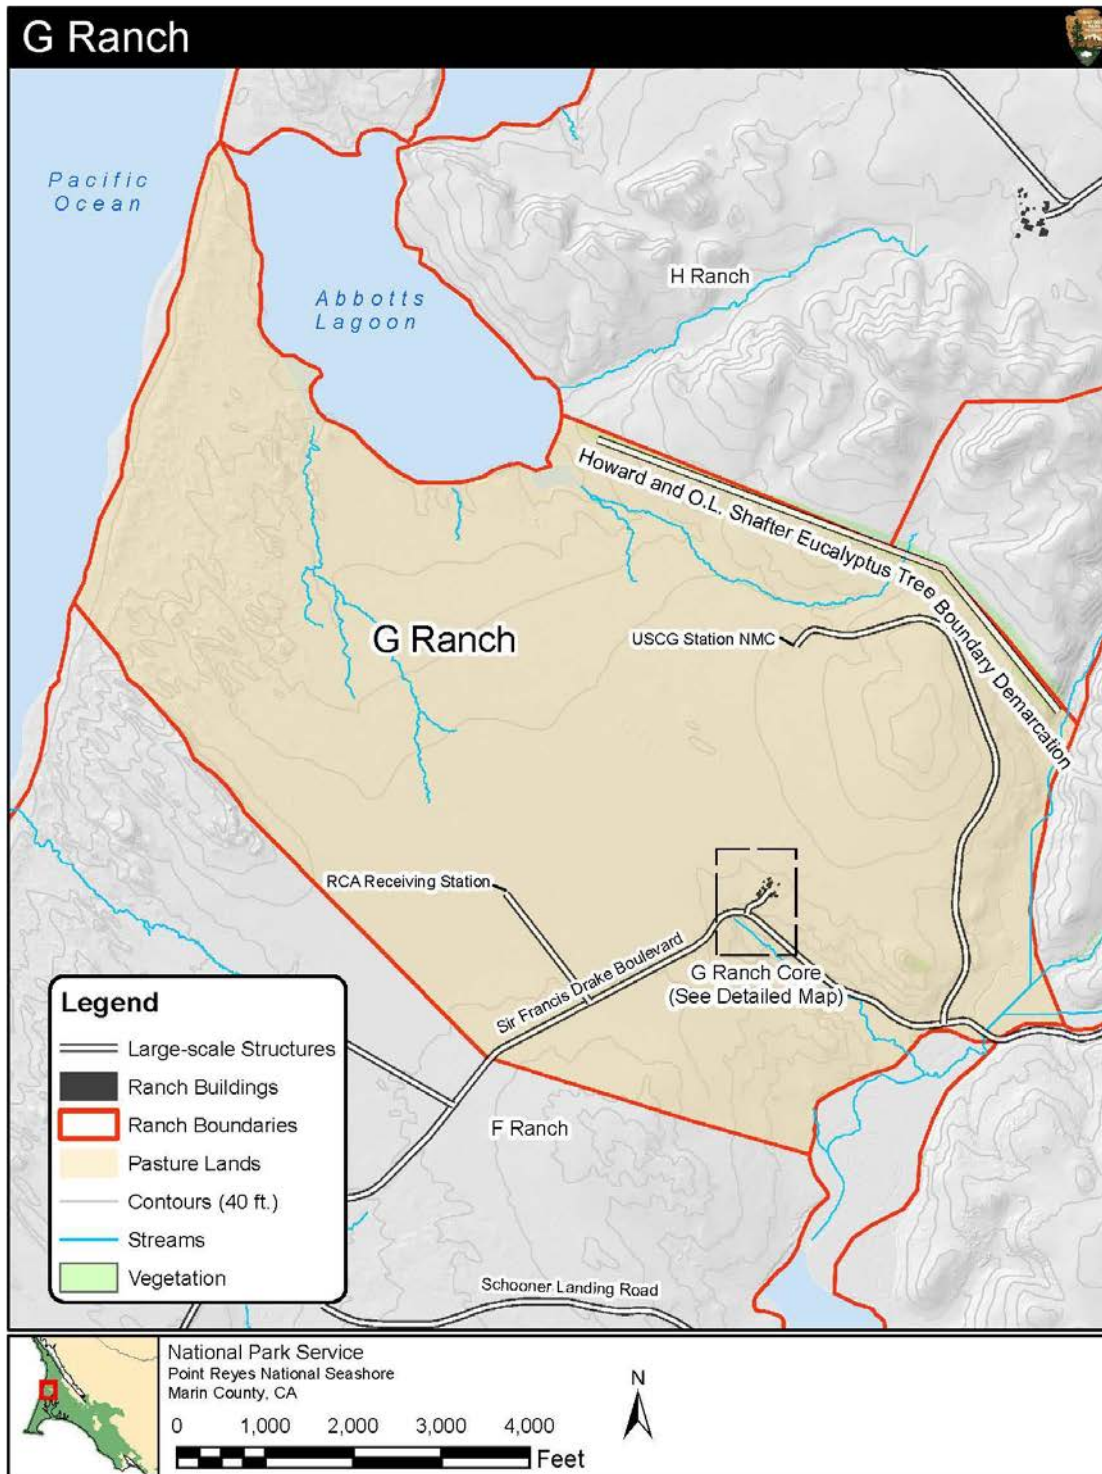 G Ranch
Pacific
Ocean
Abbotts
Lagoon
H Ranch
Howard and O.L. Shafter Eucalyptus Tree Boundary Demarcation
G Ranch
USCG Station NMC
RCA Receiving Station
Sir Francis Drake Boulevard
G Ranch Core
(See Detailed Map)
F Ranch
Schooner Landing Road
Legend
Large-scale Structures
Ranch Buildings
Ranch Boundaries
Pasture Lands
Contours (40 ft.)
Streams
Vegetation
National Park Service
Point Reyes National Seashore
Marin County, CA
N
0 1,000 2,000 3,000 4,000
Feet